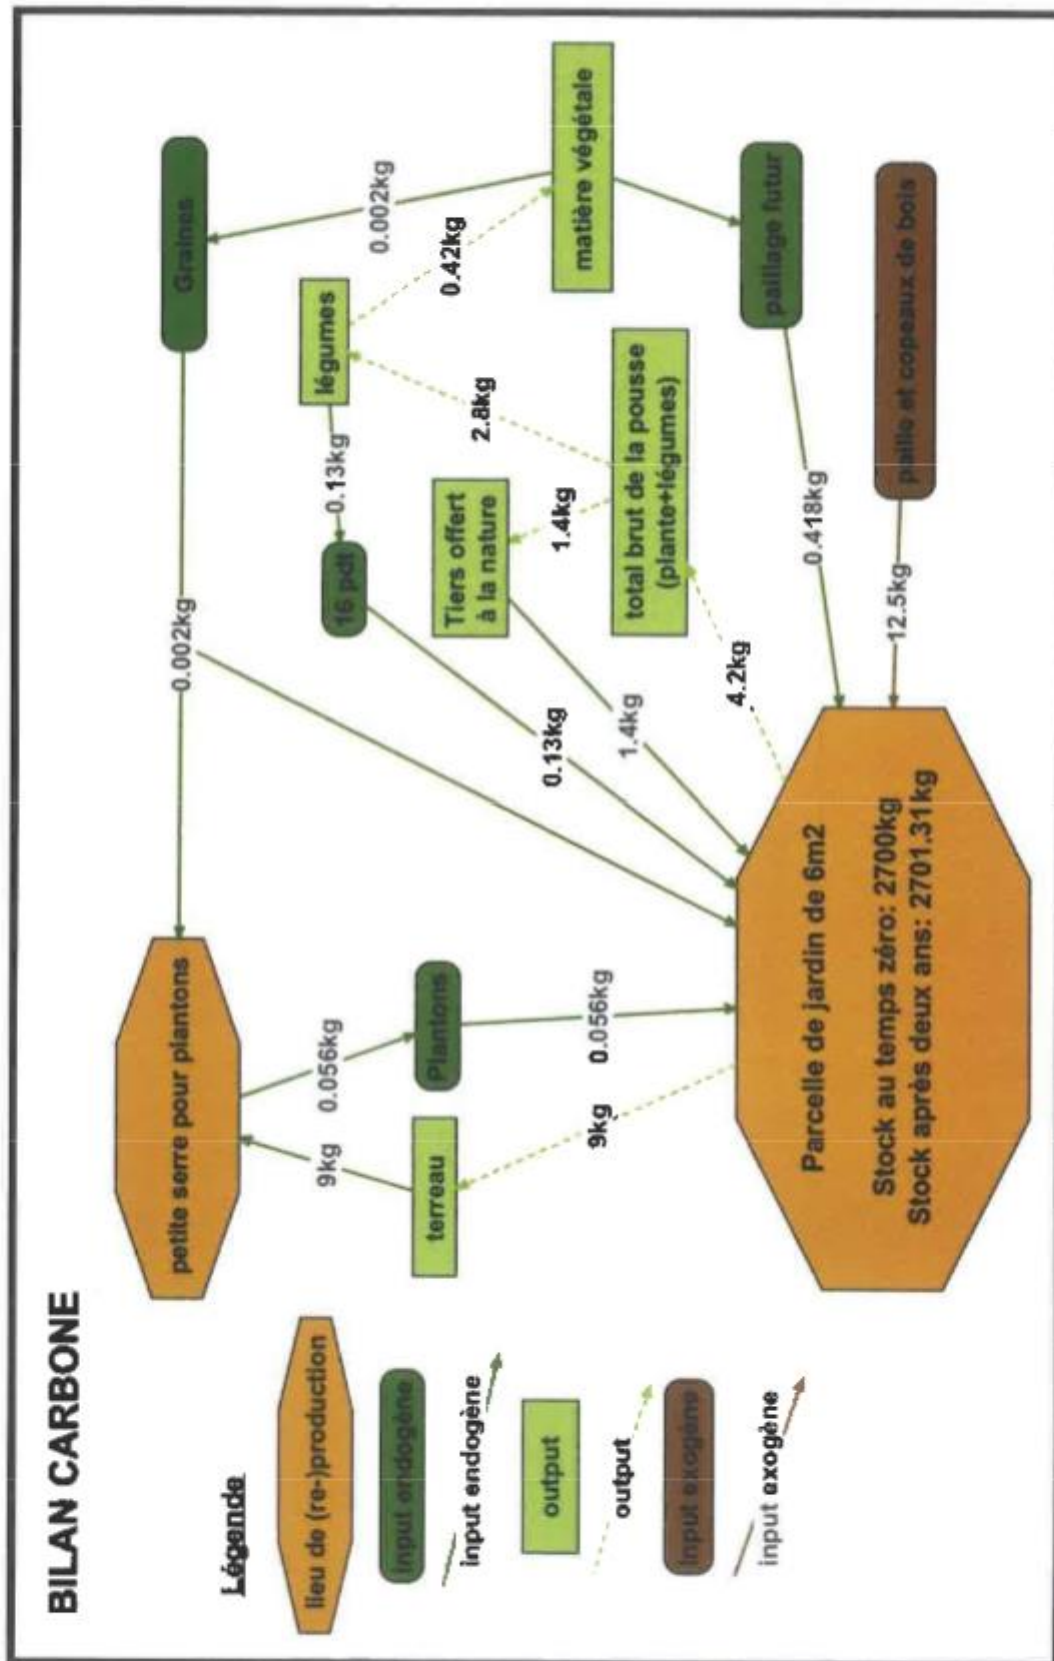 BILAN CARBONE
Légende
lieu de (re-)production
input endogène
input endogène
output
output
input exogène
input exogène
petite serre pour plantons
Graines
0.002kg
0.002kg
légumes
0.42kg
matière végétale
0.13kg
16 pdt
2.8kg
Tiers offert
à la nature
1.4kg
total brut de la pousse
(plante+légumes)
paillage futur
0.056kg
Plantons
0.056kg
9kg
terreau
9kg
0.13kg
1.4kg
4.2kg
0.418kg
paille et copeaux de bois
12.5kg
Parcelle de jardin de 6m2
Stock au temps zéro: 2700kg
Stock après deux ans: 2701.31kg